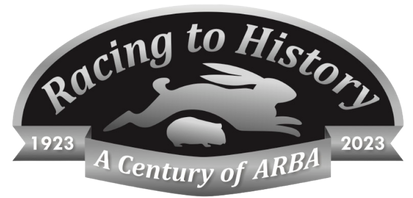 Racing to History
1923
2023
A Century of ARBA